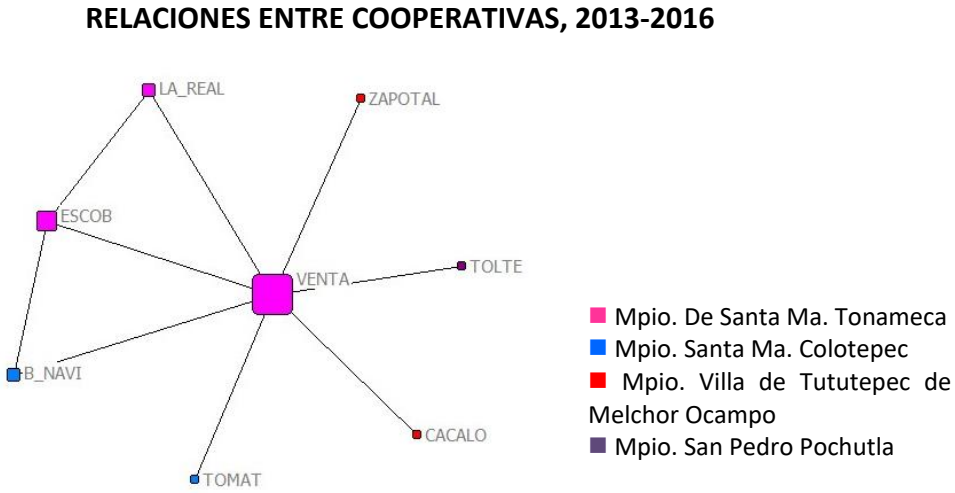 RELACIONES ENTRE COOPERATIVAS, 2013-2016
LA_REAL
ZAPOTAL
ESCOB
VENTA
TOLTE
B_NAVI
CACALO
TOMAT
Mpio. De Santa Ma. Tonameca
Mpio. Santa Ma. Colotepec
Mpio. Villa de Tututepec de
Melchor Ocampo
Mpio. San Pedro Pochutla